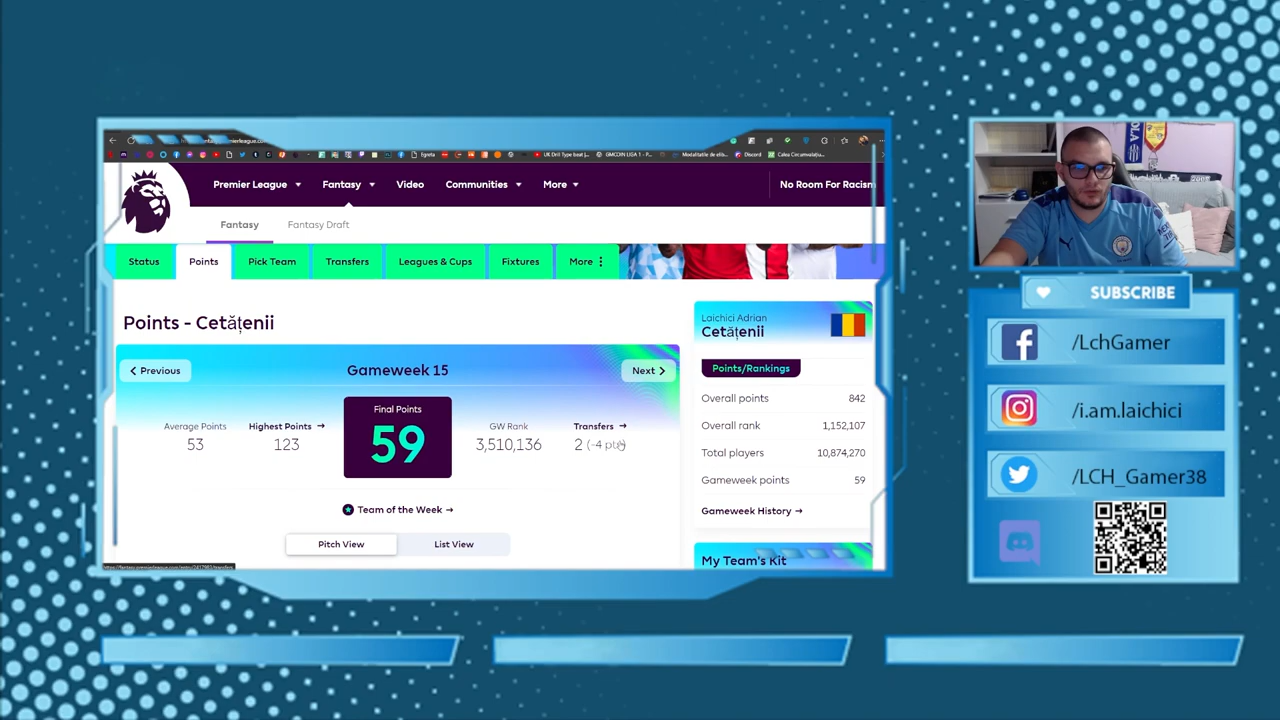 Premier League
Fantasy
Video
Communities
More
No Room For Racism
Fantasy
Fantasy Draft
Status
Points
Pick Team
Transfers
Leagues & Cups
Fixtures
More
Points - Cetățenii
Previous
Gameweek 15
Next
Average Points
53
Highest Points →
123
Final Points
59
GW Rank
3,510,136
Transfers →
2 (-4 pts)
Team of the Week →
Pitch View
List View
Laichici Adrian
Cetățenii
Points/Rankings
Overall points 842
Overall rank 1,152,107
Total players 10,874,270
Gameweek points 59
Gameweek History →
My Team's Kit
SUBSCRIBE
/LchGamer
/i.am.laichici
/LCH_Gamer38